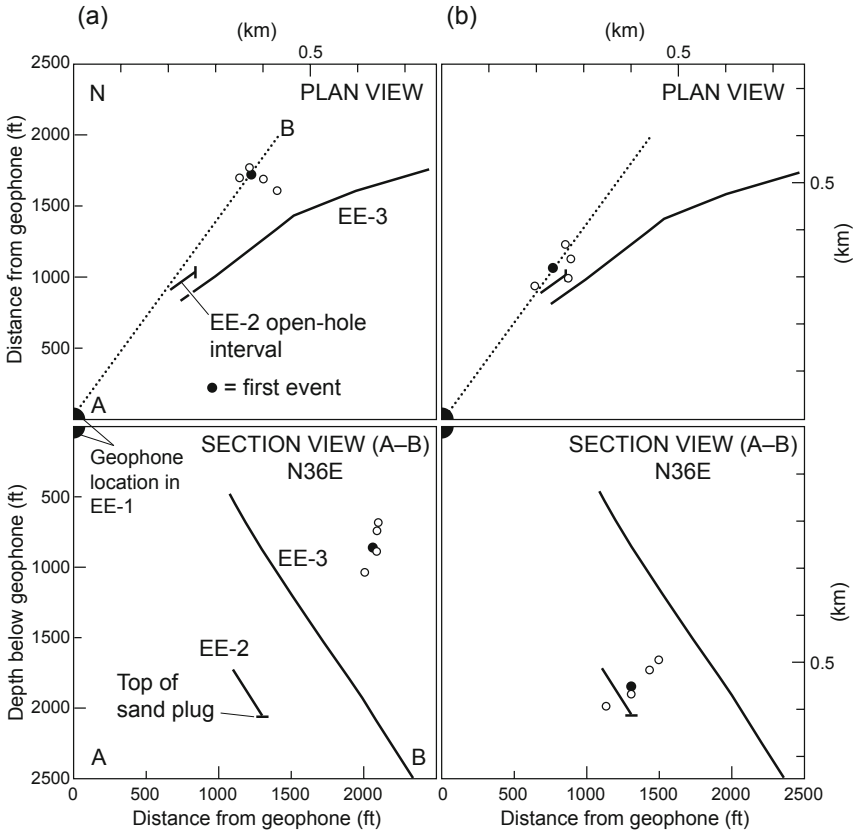 (a)
(b)
(km)
(km)
0.5
0.5
2500
2000
1500
1000
500
Distance from geophone (ft)
N
PLAN VIEW
B
EE-3
EE-2 open-hole
interval
● = first event
A
PLAN VIEW
0.5
(km)
Geophone
location in
EE-1
SECTION VIEW (A–B)
N36E
500
1000
1500
2000
2500
Depth below geophone (ft)
EE-3
EE-2
Top of
sand plug
A
B
SECTION VIEW (A–B)
N36E
(km)
0.5
0
500
1000
1500
2000
Distance from geophone (ft)
0
500
1000
1500
2000
2500
Distance from geophone (ft)